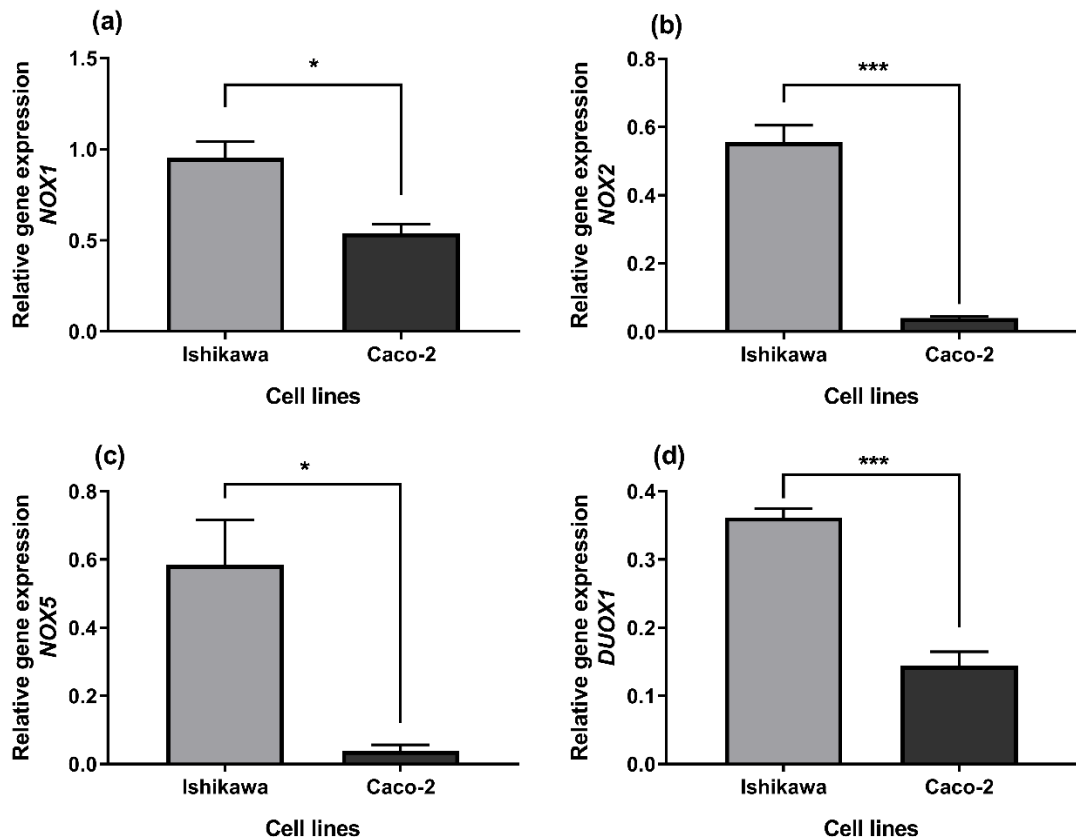 (a)
Relative gene expression
NOX1
1.5
1.0
0.5
0.0
*
Ishikawa
Caco-2
Cell lines
(b)
Relative gene expression
NOX2
0.8
0.6
0.4
0.2
0.0
***
Ishikawa
Caco-2
Cell lines
(c)
Relative gene expression
NOX5
0.8
0.6
0.4
0.2
0.0
*
Ishikawa
Caco-2
Cell lines
(d)
Relative gene expression
DUOX1
0.4
0.3
0.2
0.1
0.0
***
Ishikawa
Caco-2
Cell lines